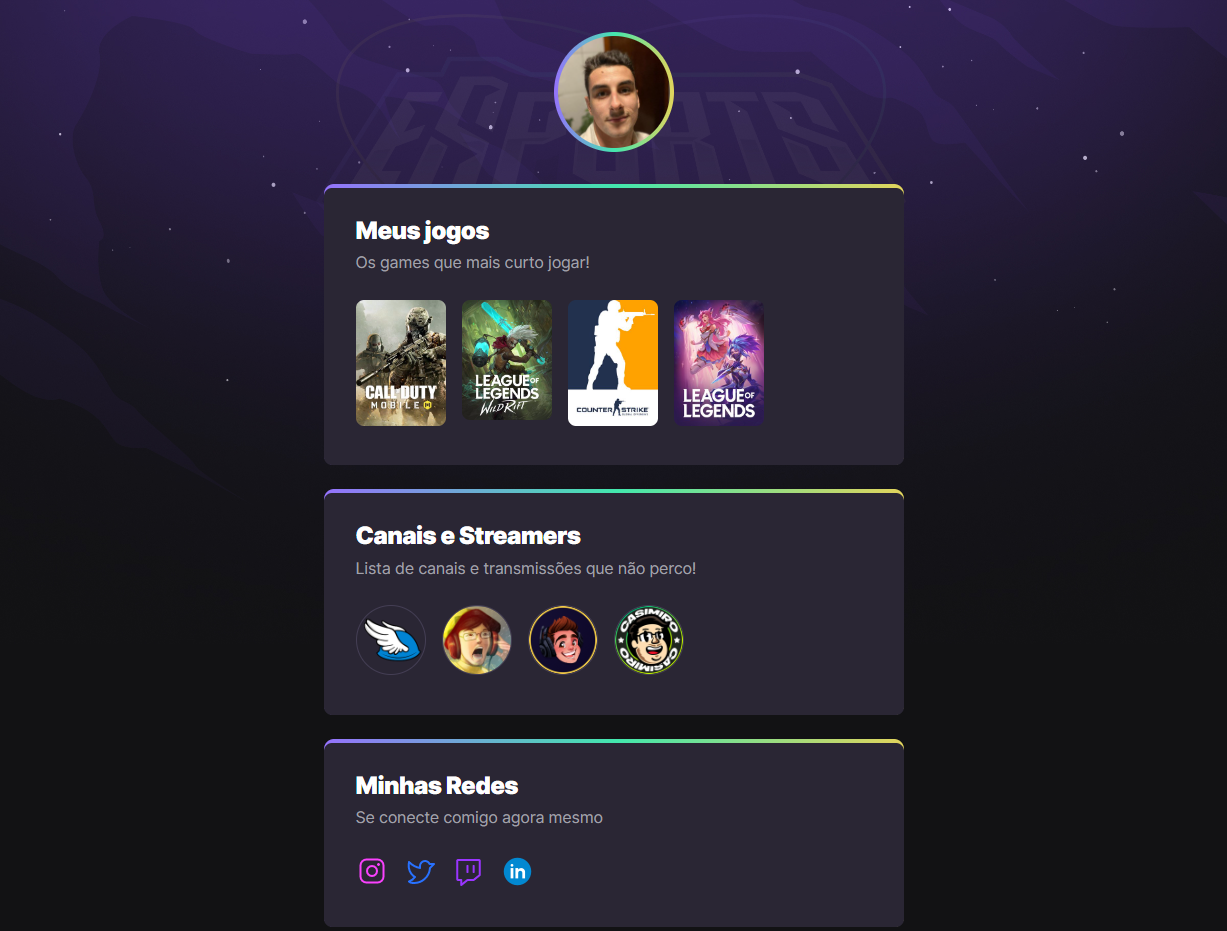 ESPORTS
Meus jogos
Os games que mais curto jogar!
CALL OF DUTY
MOBILE
LEAGUE OF
LEGENDS
WILD RIFT
COUNTER STRIKE
LEAGUE OF
LEGENDS
Canais e Streamers
Lista de canais e transmissões que não perco!
CASIMIRO
CASIMIRO
Minhas Redes
Se conecte comigo agora mesmo
in